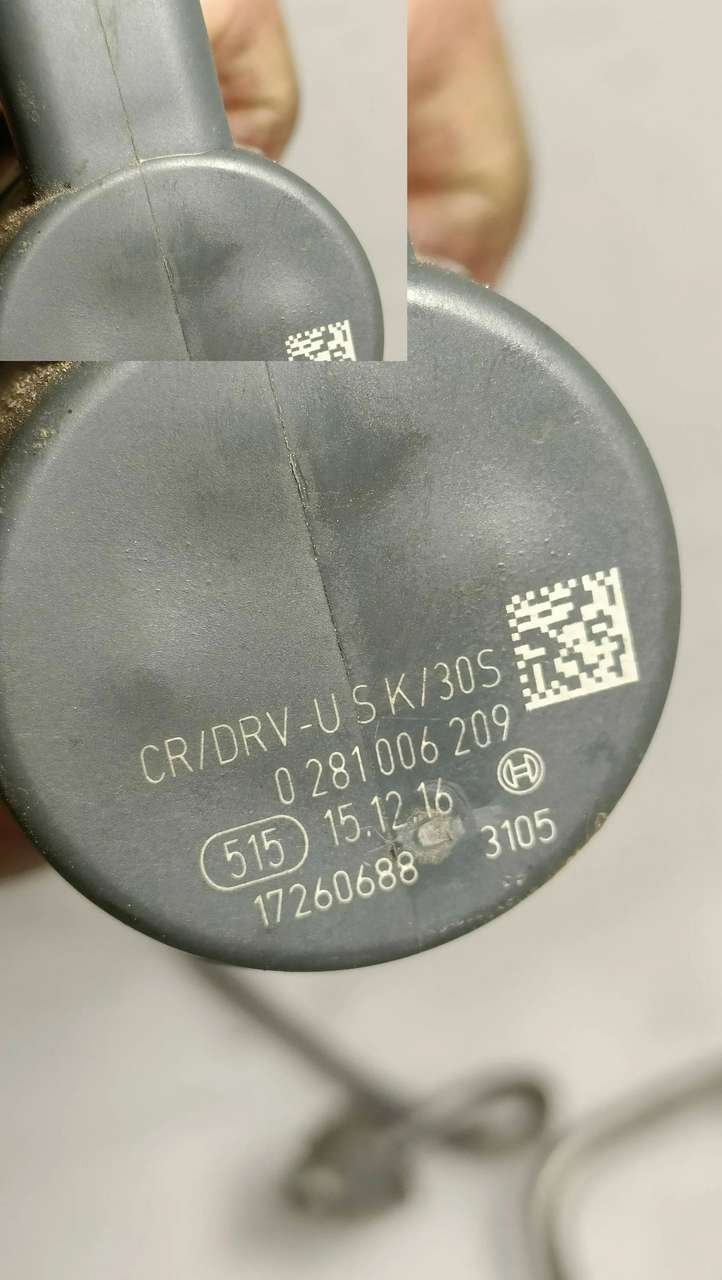 CR/DRV-U S K/30S
0 281 006 209
515 15.12.16
17260688 3105